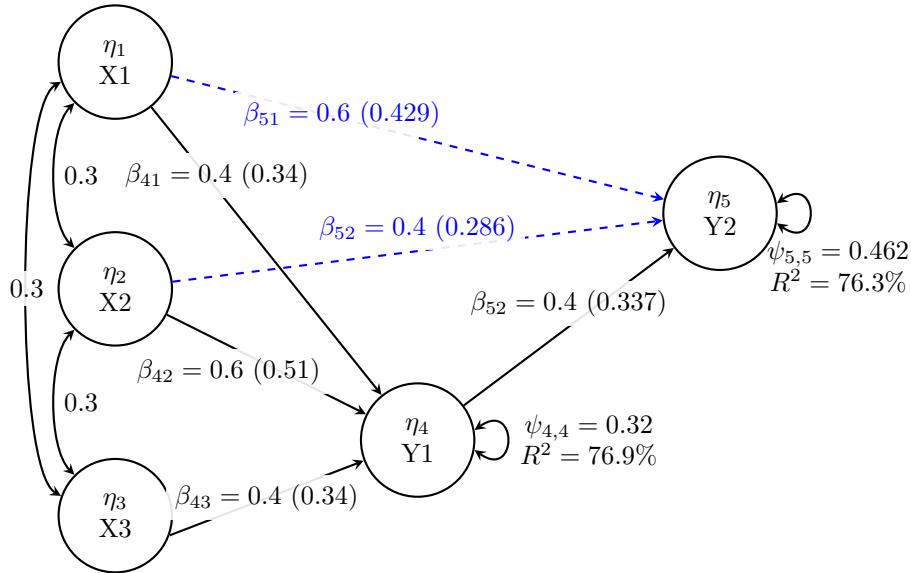 η₁
X1
β₅₁ = 0.6 (0.429)
β₄₁ = 0.4 (0.34)
0.3
η₅
Y2
β₅₂ = 0.4 (0.286)
ψ₅,₅ = 0.462
R² = 76.3%
η₂
X2
0.3
β₅₂ = 0.4 (0.337)
β₄₂ = 0.6 (0.51)
0.3
η₄
Y1
ψ₄,₄ = 0.32
R² = 76.9%
β₄₃ = 0.4 (0.34)
η₃
X3